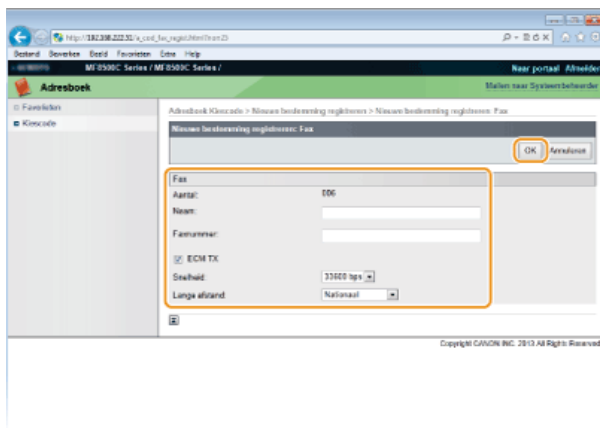 Bestand Bewerken Beeld Favorieten Extra Help
MF8500C Series / MF8500C Series /
Naar portaal Afmelden
Adresboek
Mailen naar Systeembeheerder
Favorieten
Kiescode
Adresboek Kiescode > Nieuwe bestemming registreren > Nieuwe bestemming registreren: Fax
Nieuwe bestemming registreren: Fax
OK Annuleren
Fax
Aantal: 006
Naam:
Faxnummer:
ECM TX
Snelheid: 33600 bps
Lange afstand: Nationaal
Copyright CANON INC. 2013 All Rights Reserved